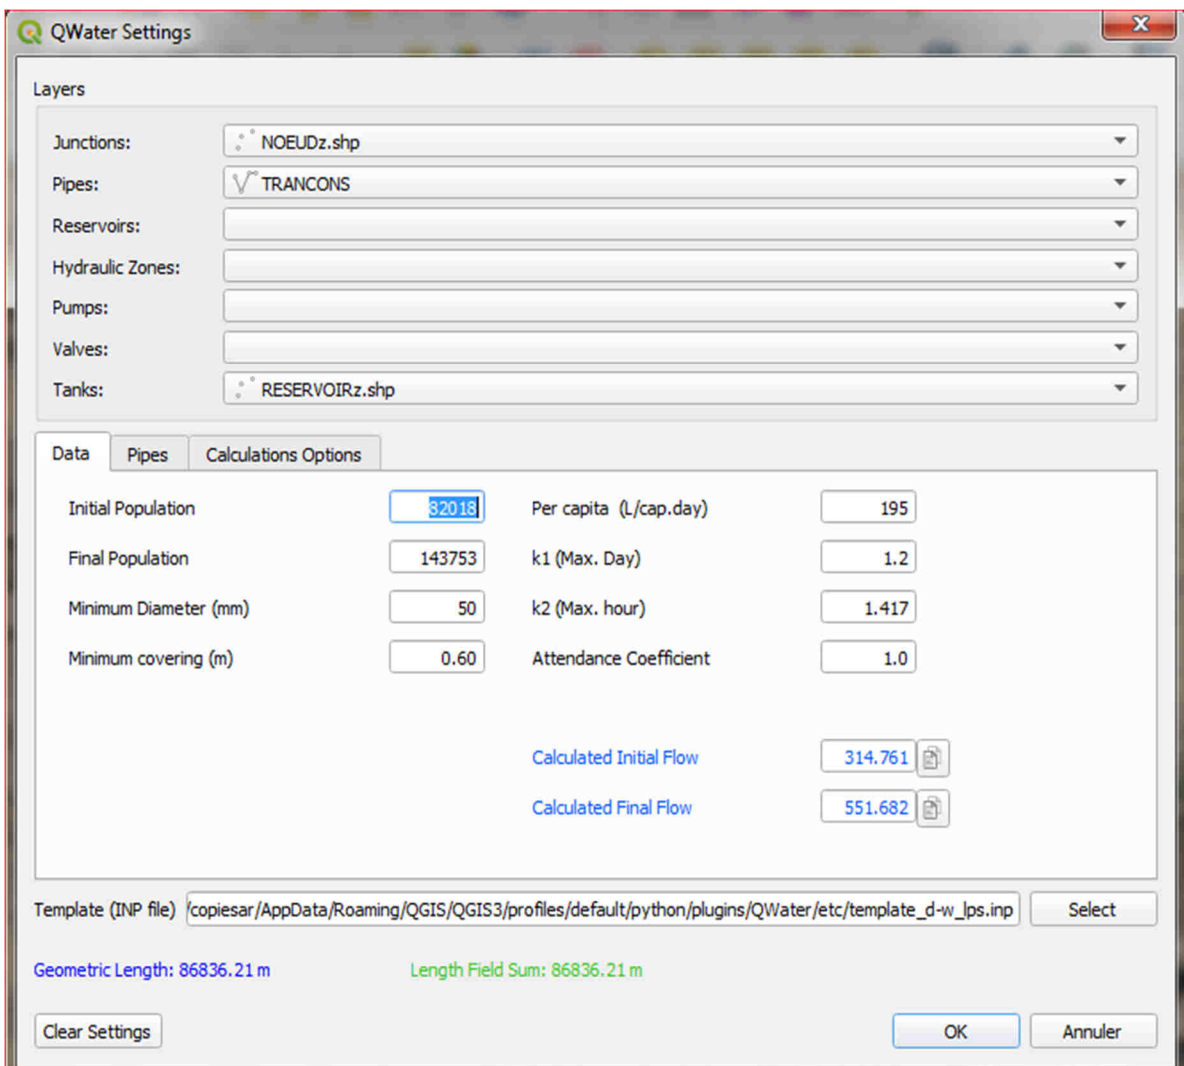 QWater Settings
Layers
Junctions: NOEUDz.shp
Pipes: TRANCONS
Reservoirs:
Hydraulic Zones:
Pumps:
Valves:
Tanks: RESERVOIRz.shp
Data Pipes Calculations Options
Initial Population 82018 Per capita (L/cap.day) 195
Final Population 143753 k1 (Max. Day) 1.2
Minimum Diameter (mm) 50 k2 (Max. hour) 1.417
Minimum covering (m) 0.60 Attendance Coefficient 1.0
Calculated Initial Flow 314.761
Calculated Final Flow 551.682
Template (INP file) /copiesar/AppData/Roaming/QGIS/QGIS3/profiles/default/python/plugins/QWater/etc/template_d-w_lps.inp Select
Geometric Length: 86836.21 m Length Field Sum: 86836.21 m
Clear Settings OK Annuler